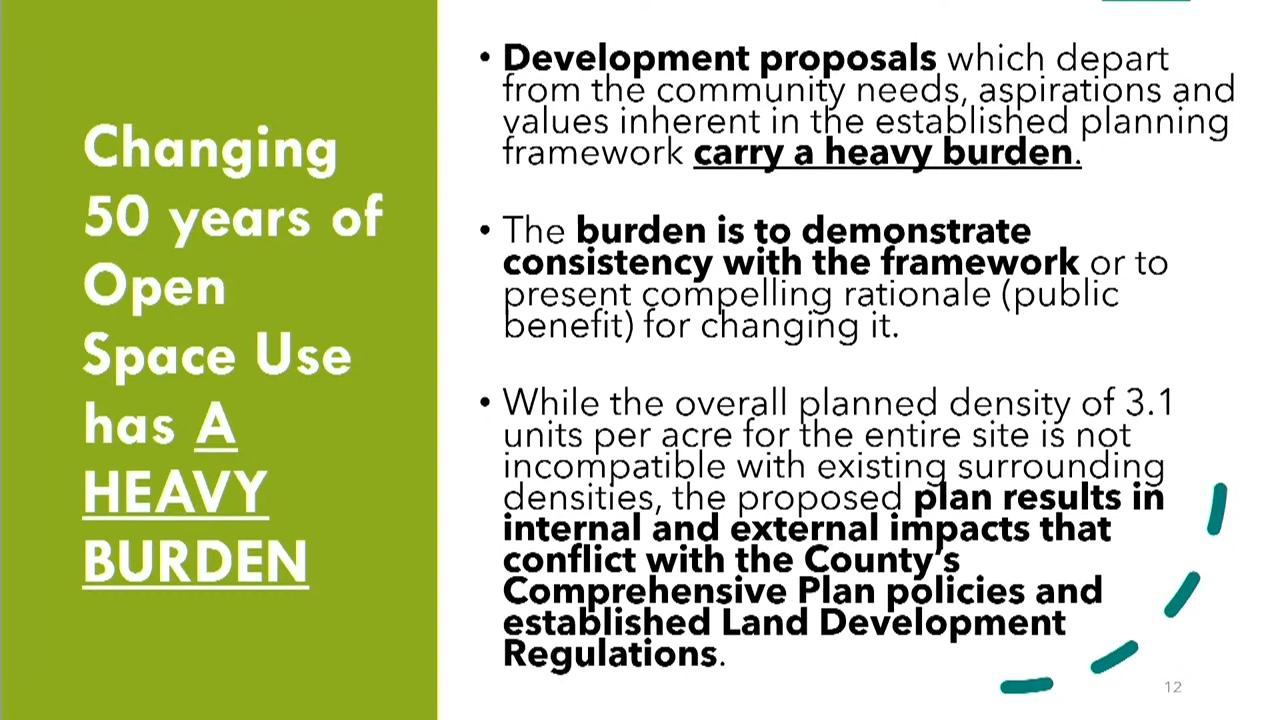 Changing
50 years of
Open
Space Use
has A
HEAVY
BURDEN
• Development proposals which depart
from the community needs, aspirations and
values inherent in the established planning
framework carry a heavy burden.
• The burden is to demonstrate
consistency with the framework or to
present compelling rationale (public
benefit) for changing it.
• While the overall planned density of 3.1
units per acre for the entire site is not
incompatible with existing surrounding
densities, the proposed plan results in
internal and external impacts that
conflict with the County's
Comprehensive Plan policies and
established Land Development
Regulations.
12